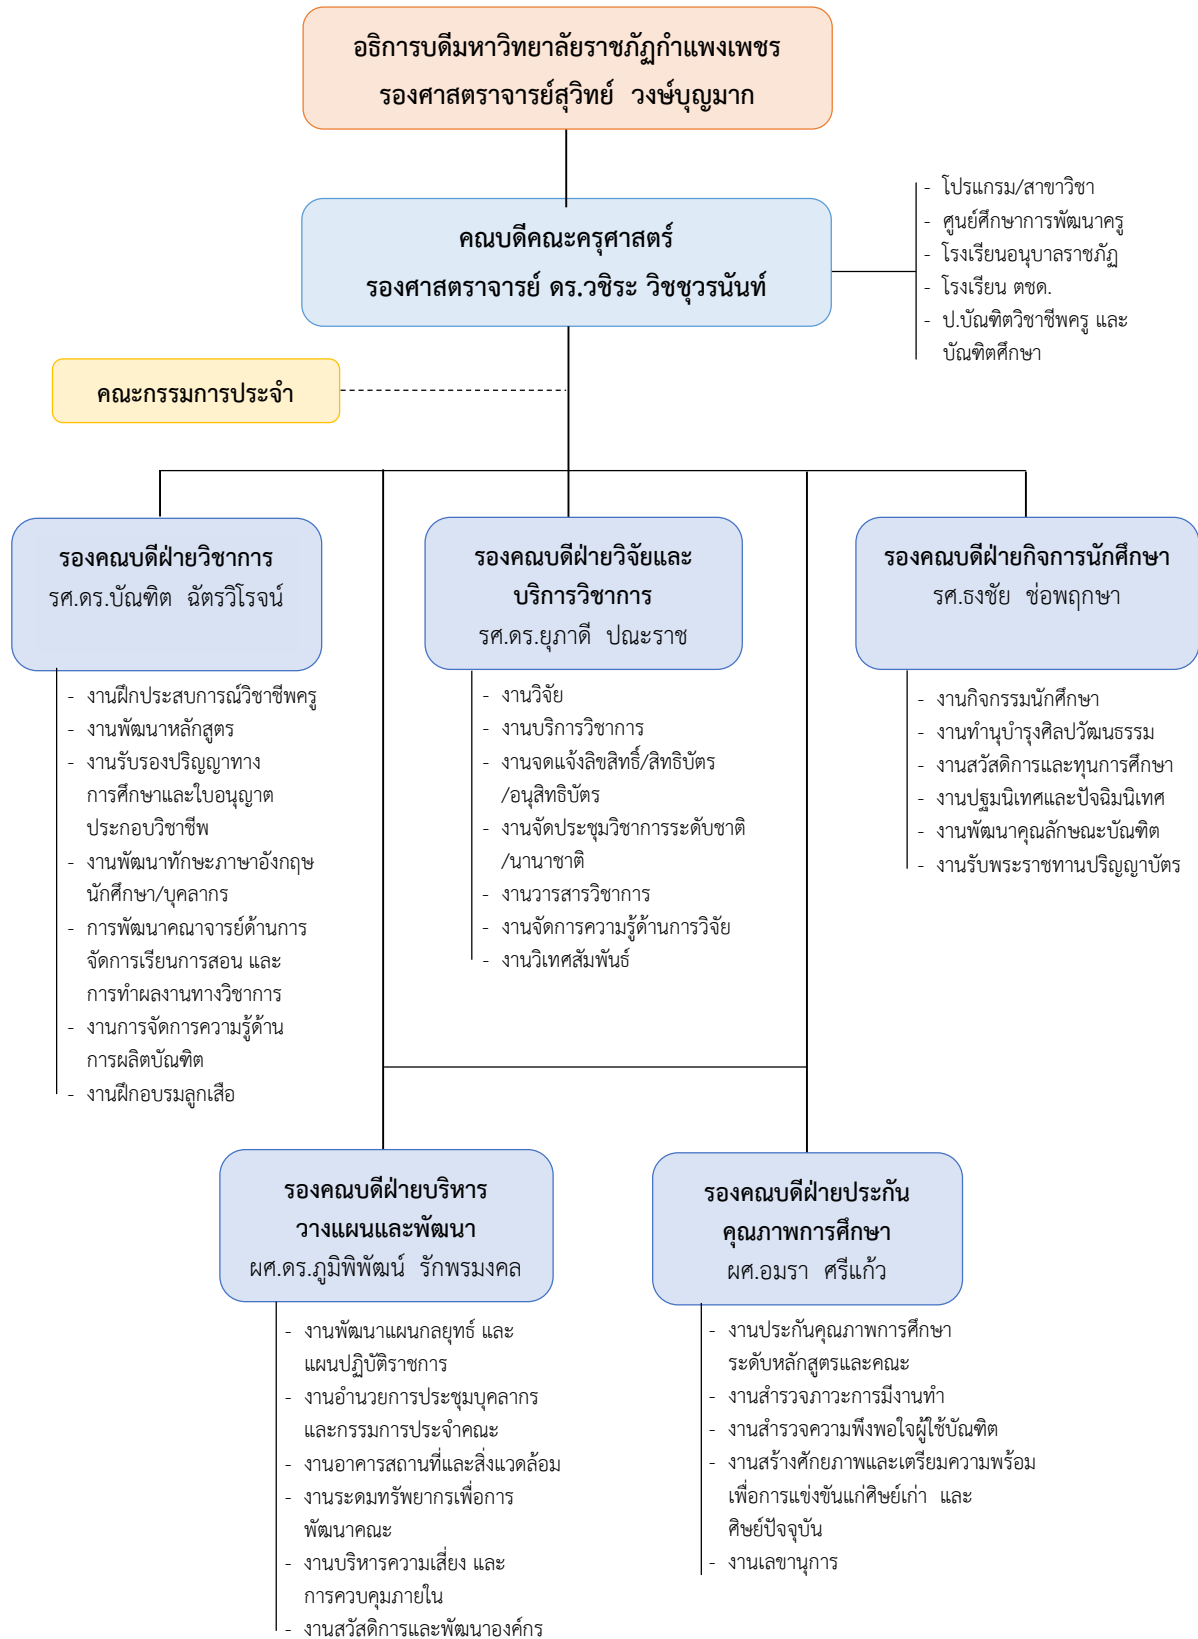 อธิการบดีมหาวิทยาลัยราชภัฏกำแพงเพชร
รองศาสตราจารย์สุวิทย์ วงษ์บุญมาก
คณบดีคณะครุศาสตร์
รองศาสตราจารย์ ดร.วชิระ วิชชุวรนันท์
- โปรแกรม/สาขาวิชา
- ศูนย์ศึกษาการพัฒนาครู
- โรงเรียนอนุบาลราชภัฏ
- โรงเรียน ตชด.
- ป.บัณฑิตวิชาชีพครู และ
บัณฑิตศึกษา
คณะกรรมการประจำ
รองคณบดีฝ่ายวิชาการ
รศ.ดร.บัณฑิต ฉัตรวิโรจน์
- งานฝึกประสบการณ์วิชาชีพครู
- งานพัฒนาหลักสูตร
- งานรับรองปริญญาทาง
การศึกษาและใบอนุญาต
ประกอบวิชาชีพ
- งานพัฒนาทักษะภาษาอังกฤษ
นักศึกษา/บุคลากร
- การพัฒนาคณาจารย์ด้านการ
จัดการเรียนการสอน และ
การทำผลงานทางวิชาการ
- งานการจัดการความรู้ด้าน
การผลิตบัณฑิต
- งานฝึกอบรมลูกเสือ
รองคณบดีฝ่ายวิจัยและ
บริการวิชาการ
รศ.ดร.ยุภาดี ปณะราช
- งานวิจัย
- งานบริการวิชาการ
- งานจดแจ้งลิขสิทธิ์/สิทธิบัตร
/อนุสิทธิบัตร
- งานจัดประชุมวิชาการระดับชาติ
/นานาชาติ
- งานวารสารวิชาการ
- งานจัดการความรู้ด้านการวิจัย
- งานวิเทศสัมพันธ์
รองคณบดีฝ่ายกิจการนักศึกษา
รศ.ธงชัย ช่อพฤกษา
- งานกิจกรรมนักศึกษา
- งานทำนุบำรุงศิลปวัฒนธรรม
- งานสวัสดิการและทุนการศึกษา
- งานปฐมนิเทศและปัจฉิมนิเทศ
- งานพัฒนาคุณลักษณะบัณฑิต
- งานรับพระราชทานปริญญาบัตร
รองคณบดีฝ่ายบริหาร
วางแผนและพัฒนา
ผศ.ดร.ภูมิพิพัฒน์ รักพรมงคล
- งานพัฒนาแผนกลยุทธ์ และ
แผนปฏิบัติราชการ
- งานอำนวยการประชุมบุคลากร
และกรรมการประจำคณะ
- งานอาคารสถานที่และสิ่งแวดล้อม
- งานระดมทรัพยากรเพื่อการ
พัฒนาคณะ
- งานบริหารความเสี่ยง และ
การควบคุมภายใน
- งานสวัสดิการและพัฒนาองค์กร
รองคณบดีฝ่ายประกัน
คุณภาพการศึกษา
ผศ.อมรา ศรีแก้ว
- งานประกันคุณภาพการศึกษา
ระดับหลักสูตรและคณะ
- งานสำรวจภาวะการมีงานทำ
- งานสำรวจความพึงพอใจผู้ใช้บัณฑิต
- งานสร้างศักยภาพและเตรียมความพร้อม
เพื่อการแข่งขันแก่ศิษย์เก่า และ
ศิษย์ปัจจุบัน
- งานเลขานุการ